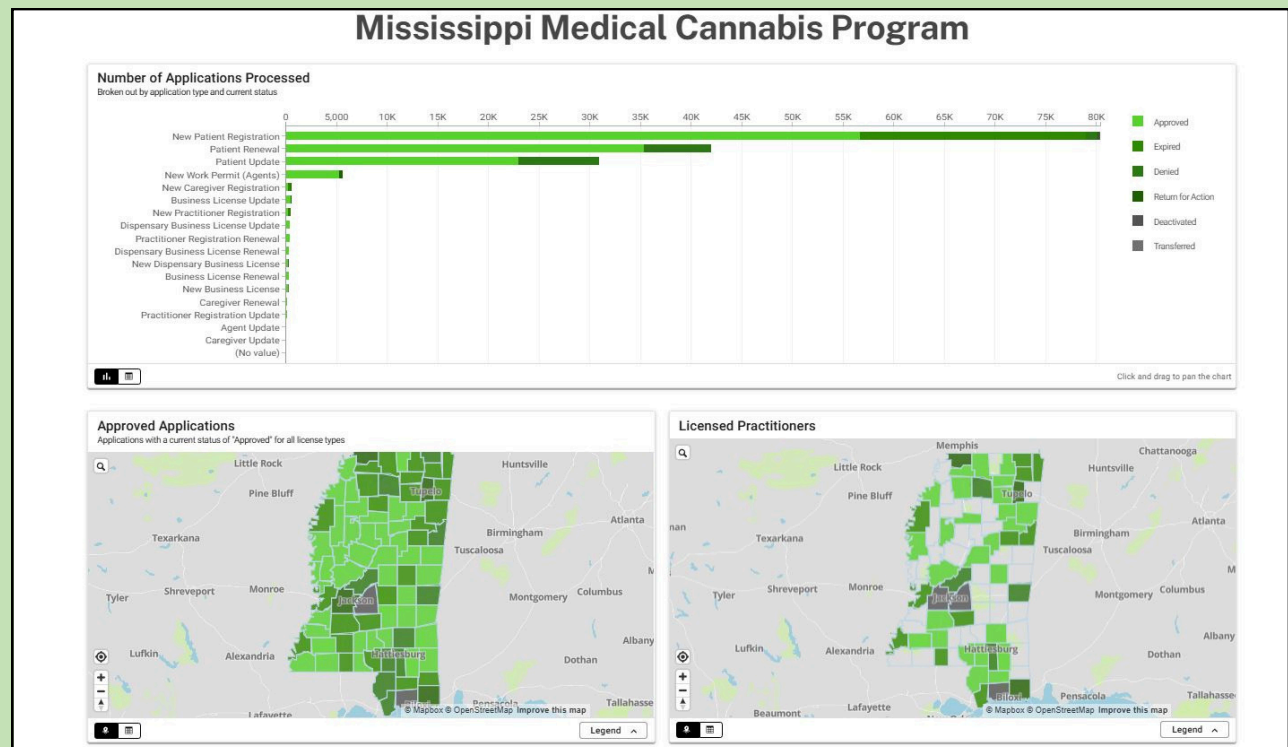 Mississippi Medical Cannabis Program
Number of Applications Processed
Broken out by application type and current status
0 5,000 10K 15K 20K 25K 30K 35K 40K 45K 50K 55K 60K 65K 70K 75K 80K
New Patient Registration
Patient Renewal
Patient Update
New Work Permit (Agents)
New Caregiver Registration
Business License Update
New Practitioner Registration
Dispensary Business License Update
Practitioner Registration Renewal
Dispensary Business License Renewal
New Dispensary Business License
Business License Renewal
New Business License
Caregiver Renewal
Practitioner Registration Update
Agent Update
Caregiver Update
(No value)
Approved
Expired
Denied
Return for Action
Deactivated
Transferred
Click and drag to pan the chart
Approved Applications
Applications with a current status of "Approved" for all license types
Little Rock
Huntsville
Pine Bluff
Tupelo
Atlanta
Birmingham
Texarkana
Tuscaloosa
M
Shreveport
Monroe
Tyler
Jackson
Montgomery
Columbus
Albany
Lufkin
Alexandria
Hattiesburg
Dothan
Pensacola
Tallahasse
Lafayette
© Mapbox © OpenStreetMap Improve this map
Legend
Licensed Practitioners
Memphis
Chattanooga
Little Rock
Huntsville
Pine Bluff
Tupelo
Atlanta
nan
Birmingham
Texarkana
Tuscaloosa
M
Shreveport
Monroe
Tyler
Jackson
Montgomery
Columbus
Albany
Lufkin
Alexandria
Hattiesburg
Dothan
Biloxi
Pensacola
Tallahasse
Lafayette
Beaumont
© Mapbox © OpenStreetMap Improve this map
Legend